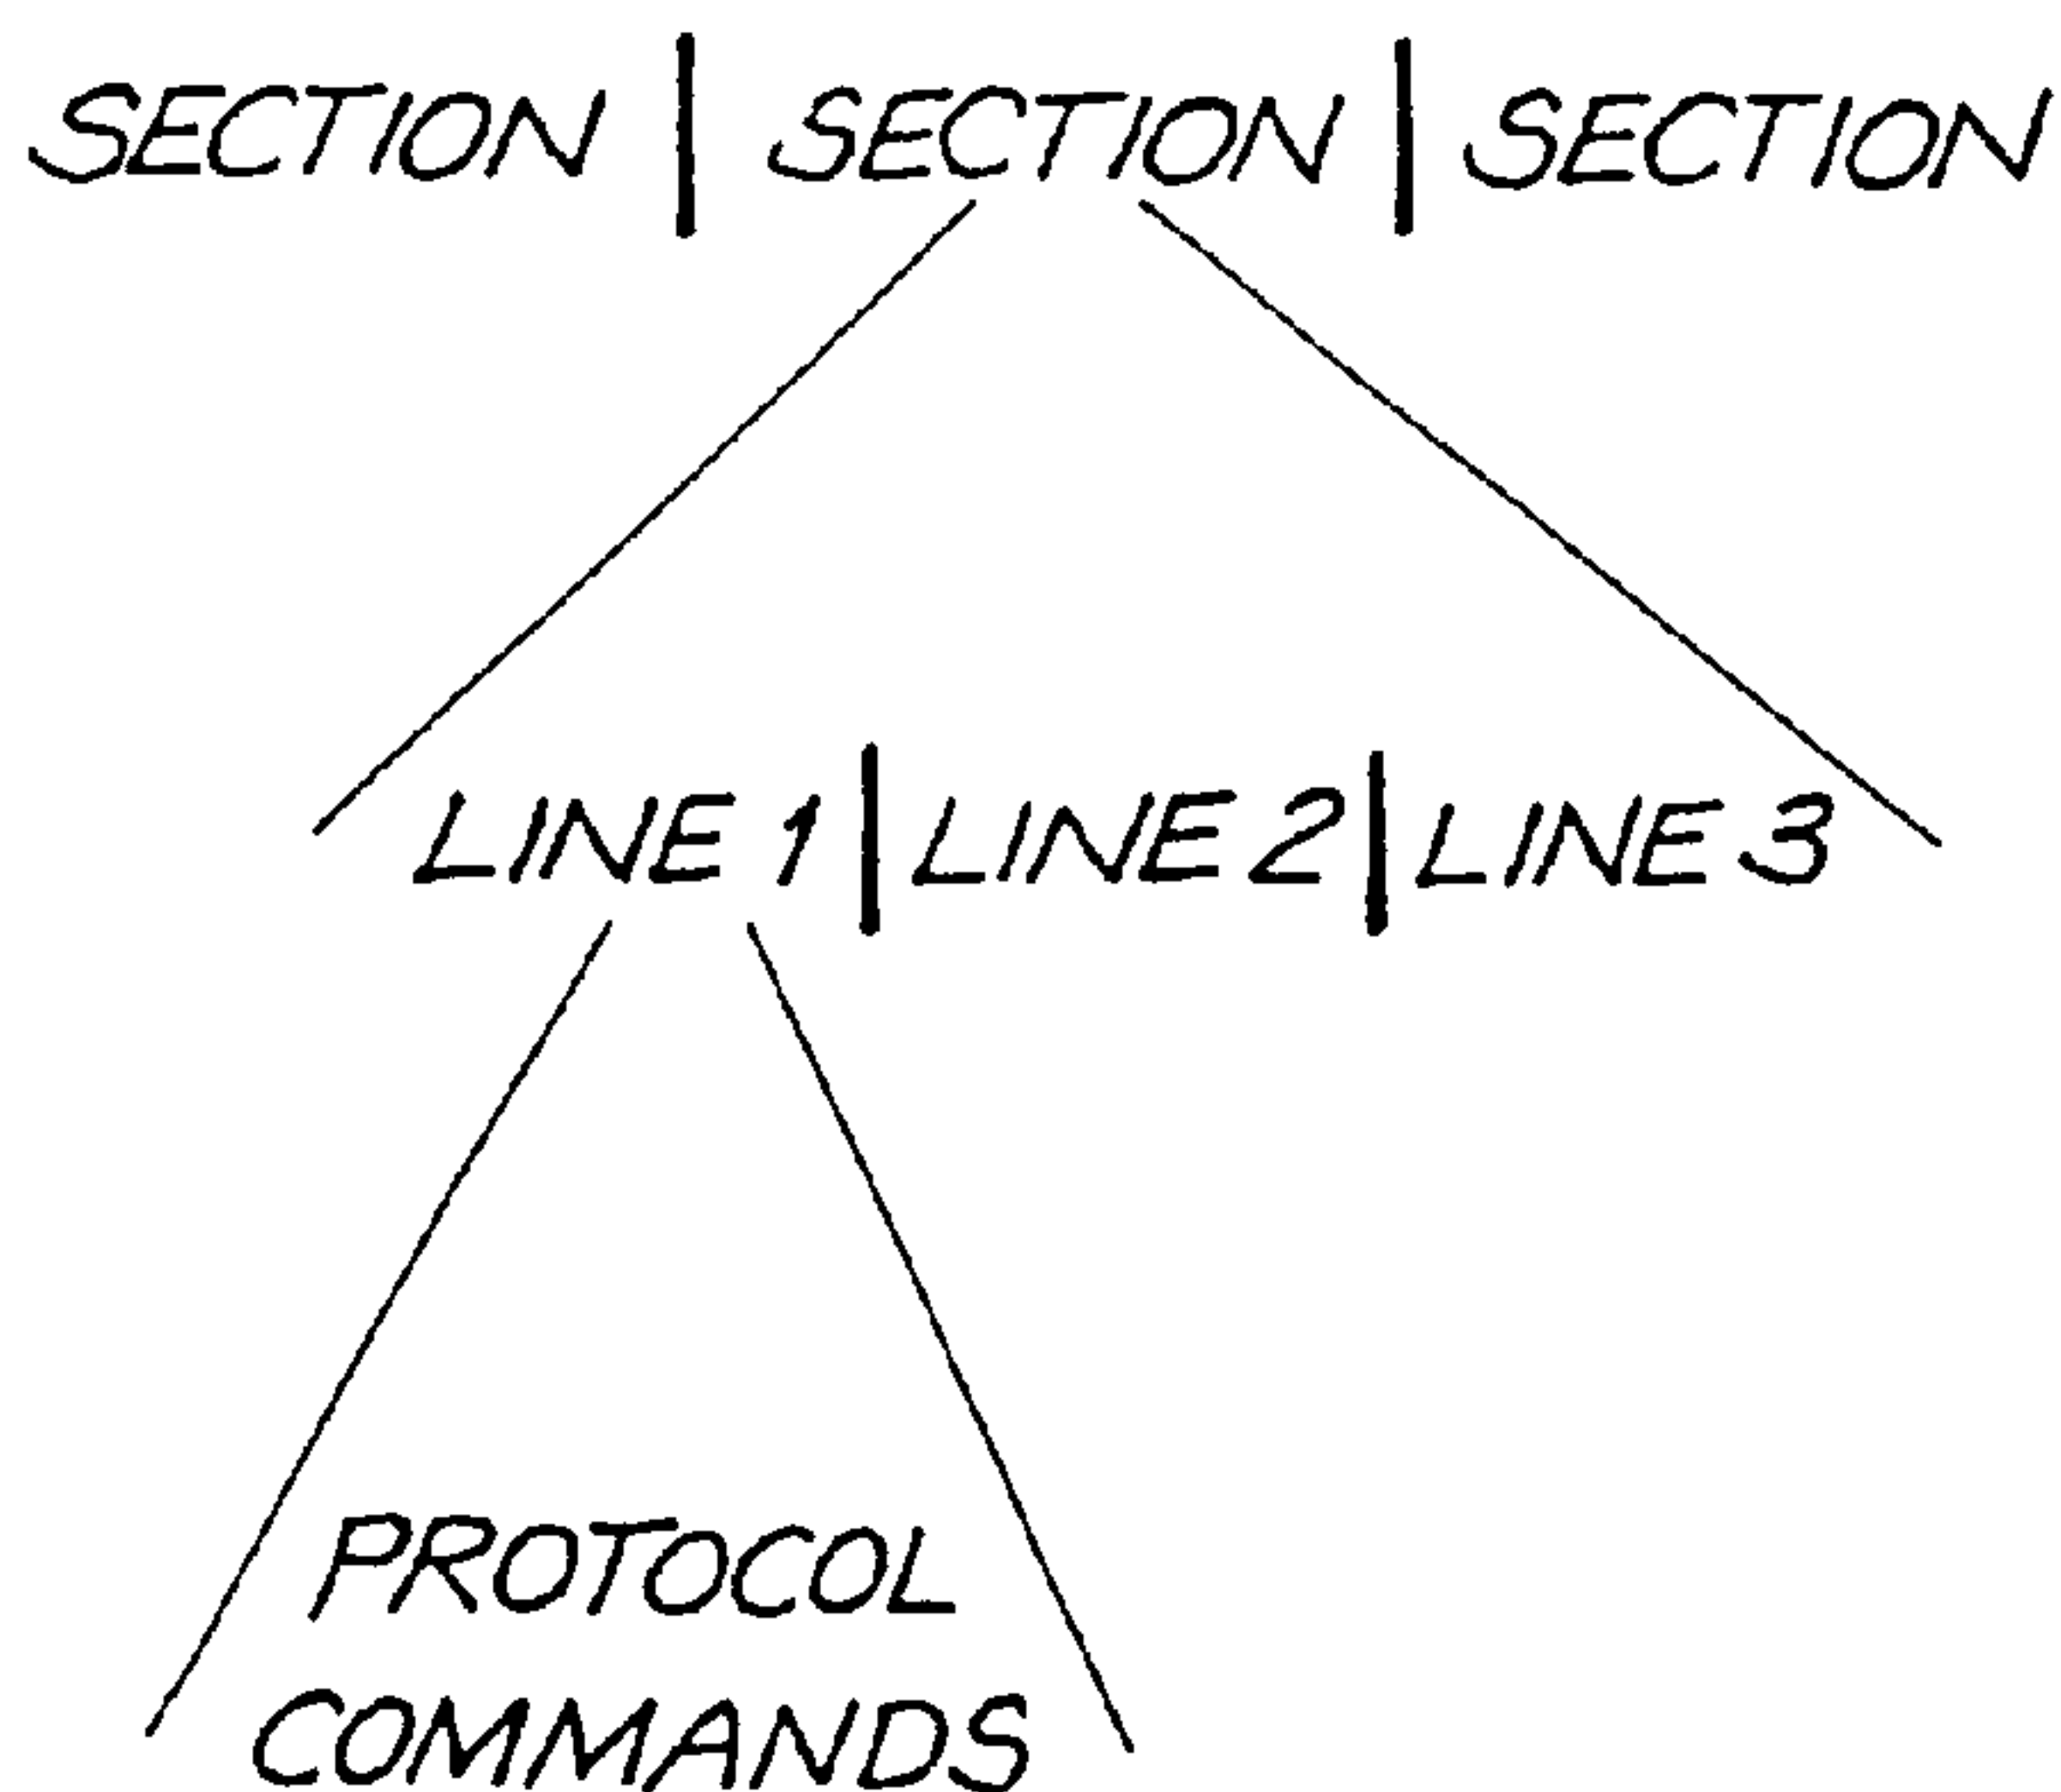 SECTION | SECTION | SECTION
LINE 1 | LINE 2 | LINE 3
PROTOCOL
COMMANDS